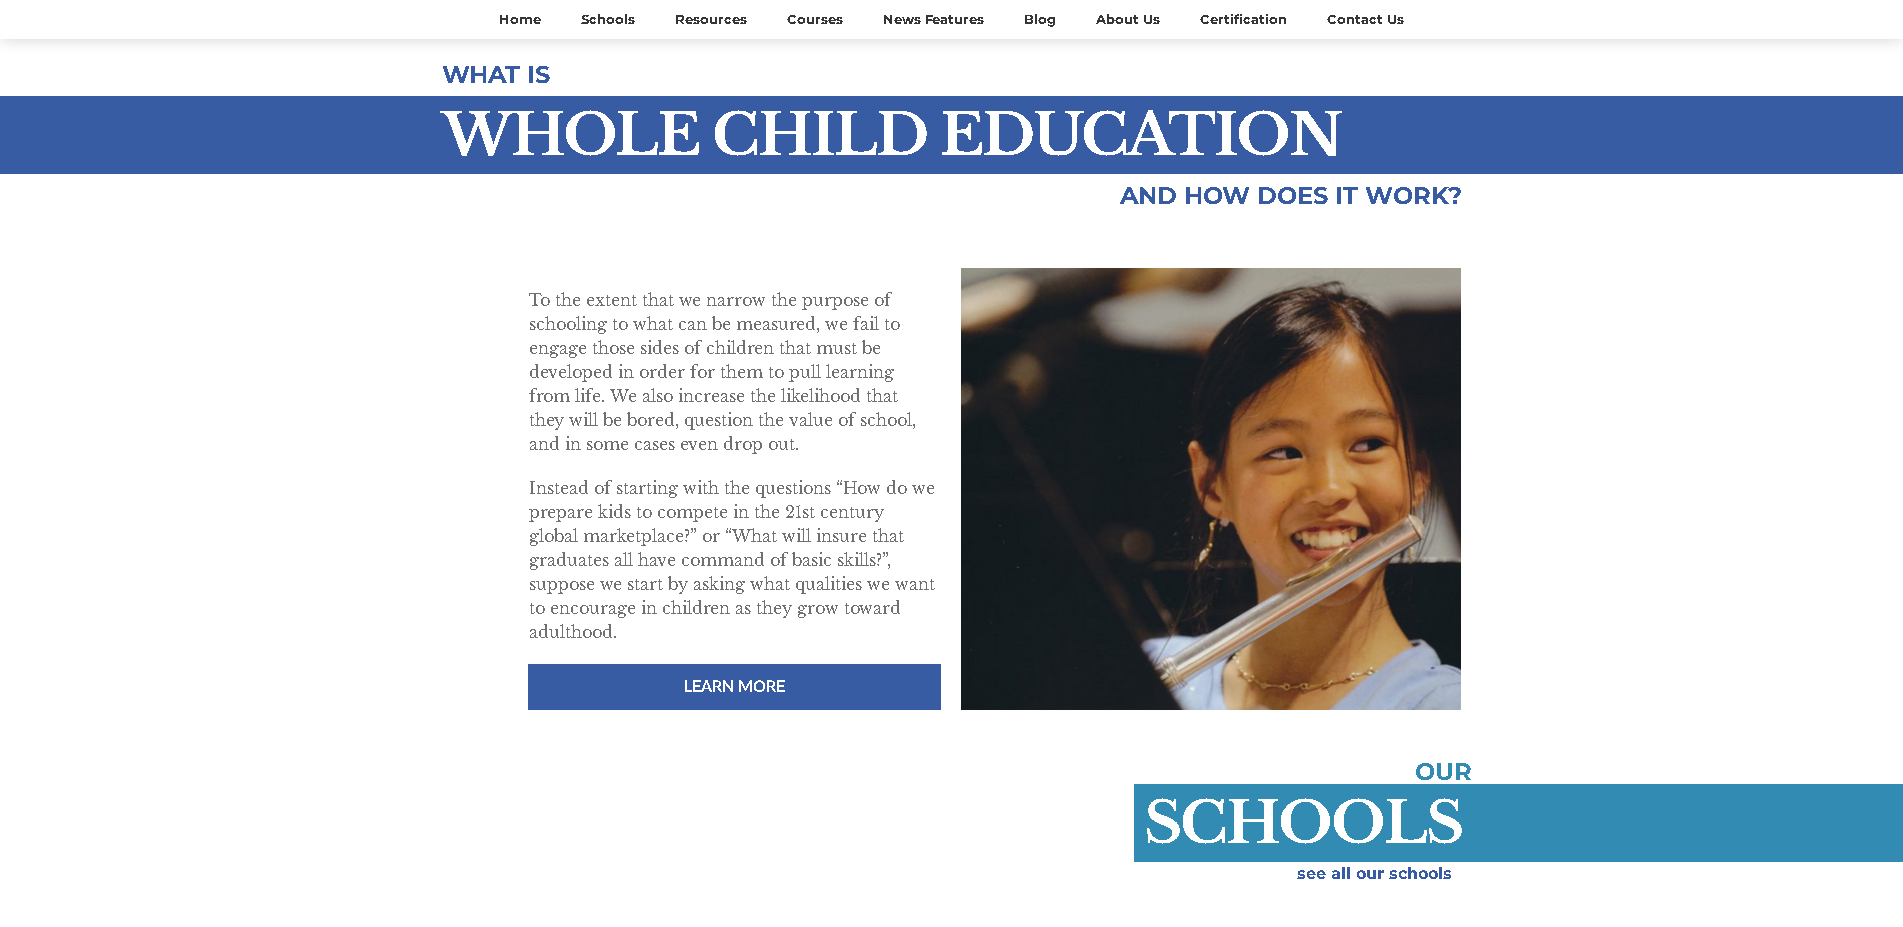 Home Schools Resources Courses News Features Blog About Us Certification Contact Us
WHAT IS
WHOLE CHILD EDUCATION
AND HOW DOES IT WORK?
To the extent that we narrow the purpose of
schooling to what can be measured, we fail to
engage those sides of children that must be
developed in order for them to pull learning
from life. We also increase the likelihood that
they will be bored, question the value of school,
and in some cases even drop out.
Instead of starting with the questions “How do we
prepare kids to compete in the 21st century
global marketplace?” or “What will insure that
graduates all have command of basic skills?”,
suppose we start by asking what qualities we want
to encourage in children as they grow toward
adulthood.
LEARN MORE
OUR
SCHOOLS
see all our schools